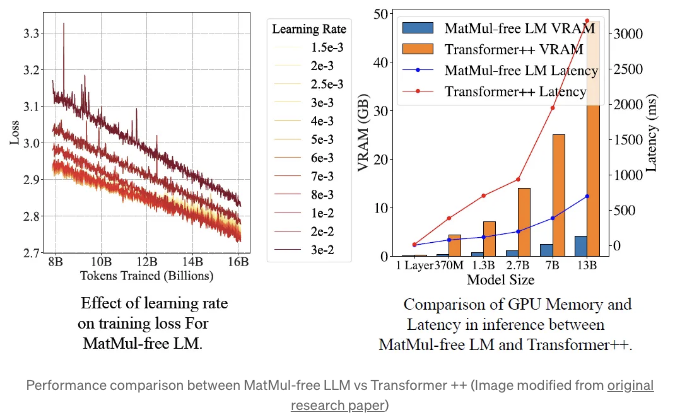 3.3
3.2
3.1
3.0
2.9
2.8
2.7
Loss
8B 10B 12B 14B 16B
Tokens Trained (Billions)
Effect of learning rate
on training loss For
MatMul-free LM.
Learning Rate
1.5e-3
2e-3
2.5e-3
3e-3
4e-3
5e-3
6e-3
7e-3
8e-3
1e-2
2e-2
3e-2
50
40
30
20
10
0
VRAM (GB)
MatMul-free LM VRAM
Transformer++ VRAM
MatMul-free LM Latency
Transformer++ Latency
3000
2500
2000
1500
1000
500
0
Latency (ms)
1 Layer 370M 1.3B 2.7B 7B 13B
Model Size
Comparison of GPU Memory and
Latency in inference between
MatMul-free LM and Transformer++.
Performance comparison between MatMul-free LLM vs Transformer ++ (Image modified from original
research paper)